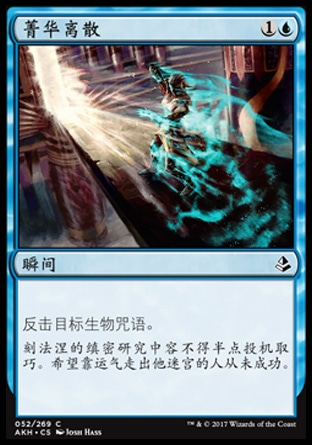 菁华离散 1
瞬间
反击目标生物咒语。
刻法涅的缜密研究中容不得半点投机取
巧。希望靠运气走出他迷宫的人从未成功。
052/269 C
AKH • CS Josh Hass
™ & © 2017 Wizards of the Coast